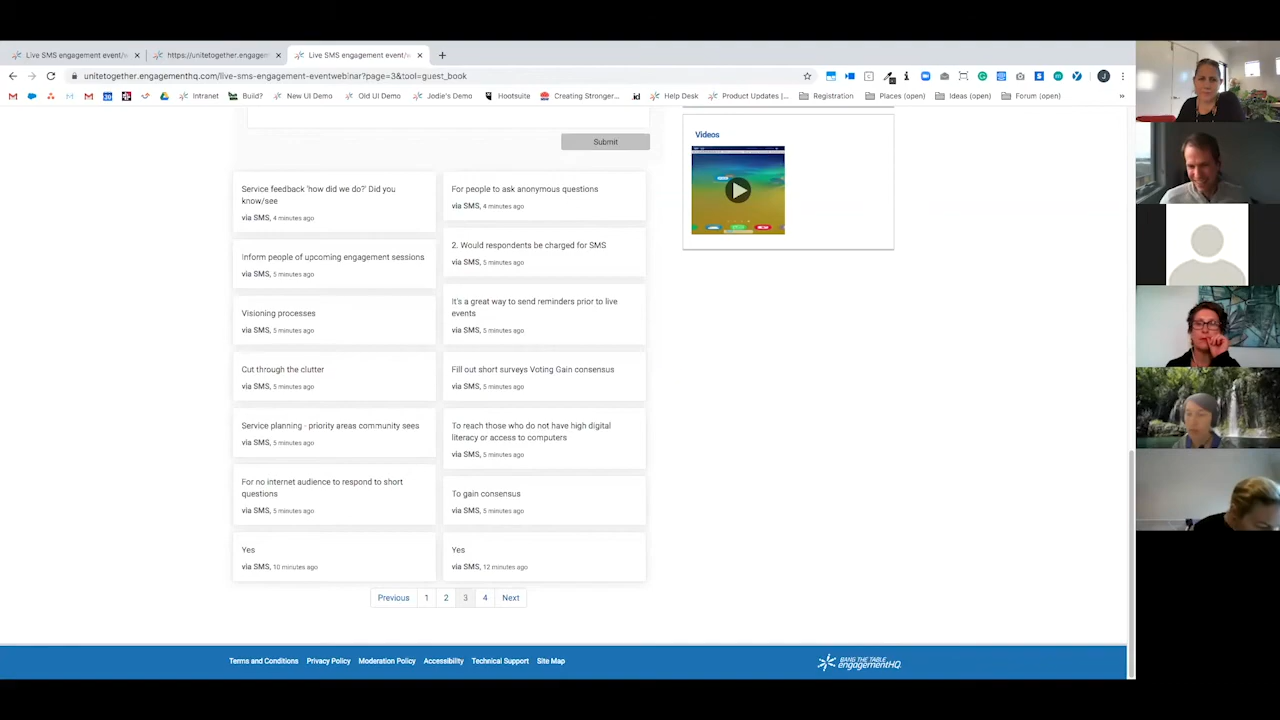 Live SMS engagement event/w
https://unitetogether.engagem
Live SMS engagement event/w
unitetogether.engagementhq.com/live-sms-engagement-eventwebinar?page=3&tool=guest_book
Intranet
Build?
New UI Demo
Old UI Demo
Jodie's Demo
Hootsuite
Creating Stronger...
.id
Help Desk
Product Updates |...
Registration
Places (open)
Ideas (open)
Forum (open)
»
Submit
Videos
Service feedback 'how did we do?' Did you
know/see
via SMS, 4 minutes ago
For people to ask anonymous questions
via SMS, 4 minutes ago
Inform people of upcoming engagement sessions
via SMS, 5 minutes ago
2. Would respondents be charged for SMS
via SMS, 5 minutes ago
Visioning processes
via SMS, 5 minutes ago
It's a great way to send reminders prior to live
events
via SMS, 5 minutes ago
Cut through the clutter
via SMS, 5 minutes ago
Fill out short surveys Voting Gain consensus
via SMS, 5 minutes ago
Service planning - priority areas community sees
via SMS, 5 minutes ago
To reach those who do not have high digital
literacy or access to computers
via SMS, 5 minutes ago
For no internet audience to respond to short
questions
via SMS, 5 minutes ago
To gain consensus
via SMS, 5 minutes ago
Yes
via SMS, 10 minutes ago
Yes
via SMS, 12 minutes ago
Previous 1 2 3 4 Next
Terms and Conditions Privacy Policy Moderation Policy Accessibility Technical Support Site Map
BANG THE TABLE
engagementHQ